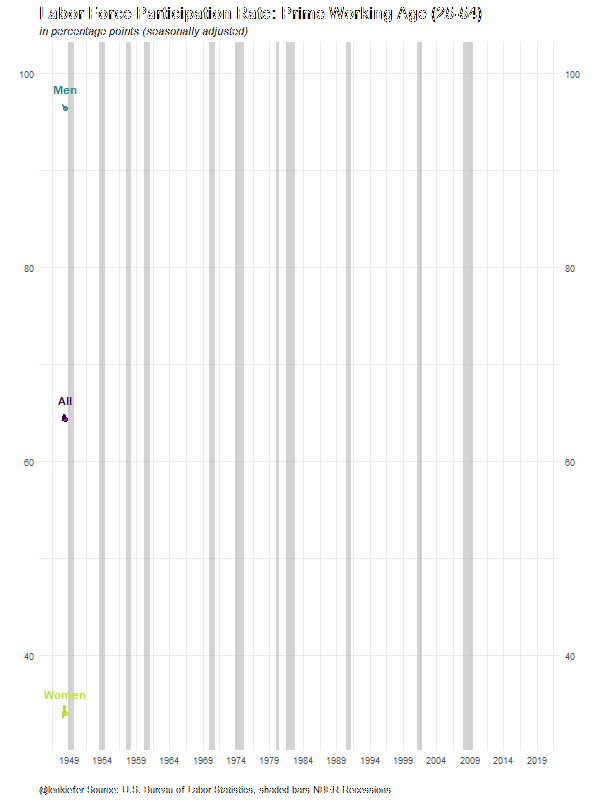 Labor Force Participation Rate: Prime Working Age (25-54)
in percentage points (seasonally adjusted)
100 100
Men
80 80
All
60 60
40 40
Women
1949 1954 1959 1964 1969 1974 1979 1984 1989 1994 1999 2004 2009 2014 2019
@lenkiefer Source: U.S. Bureau of Labor Statistics, shaded bars NBER Recessions